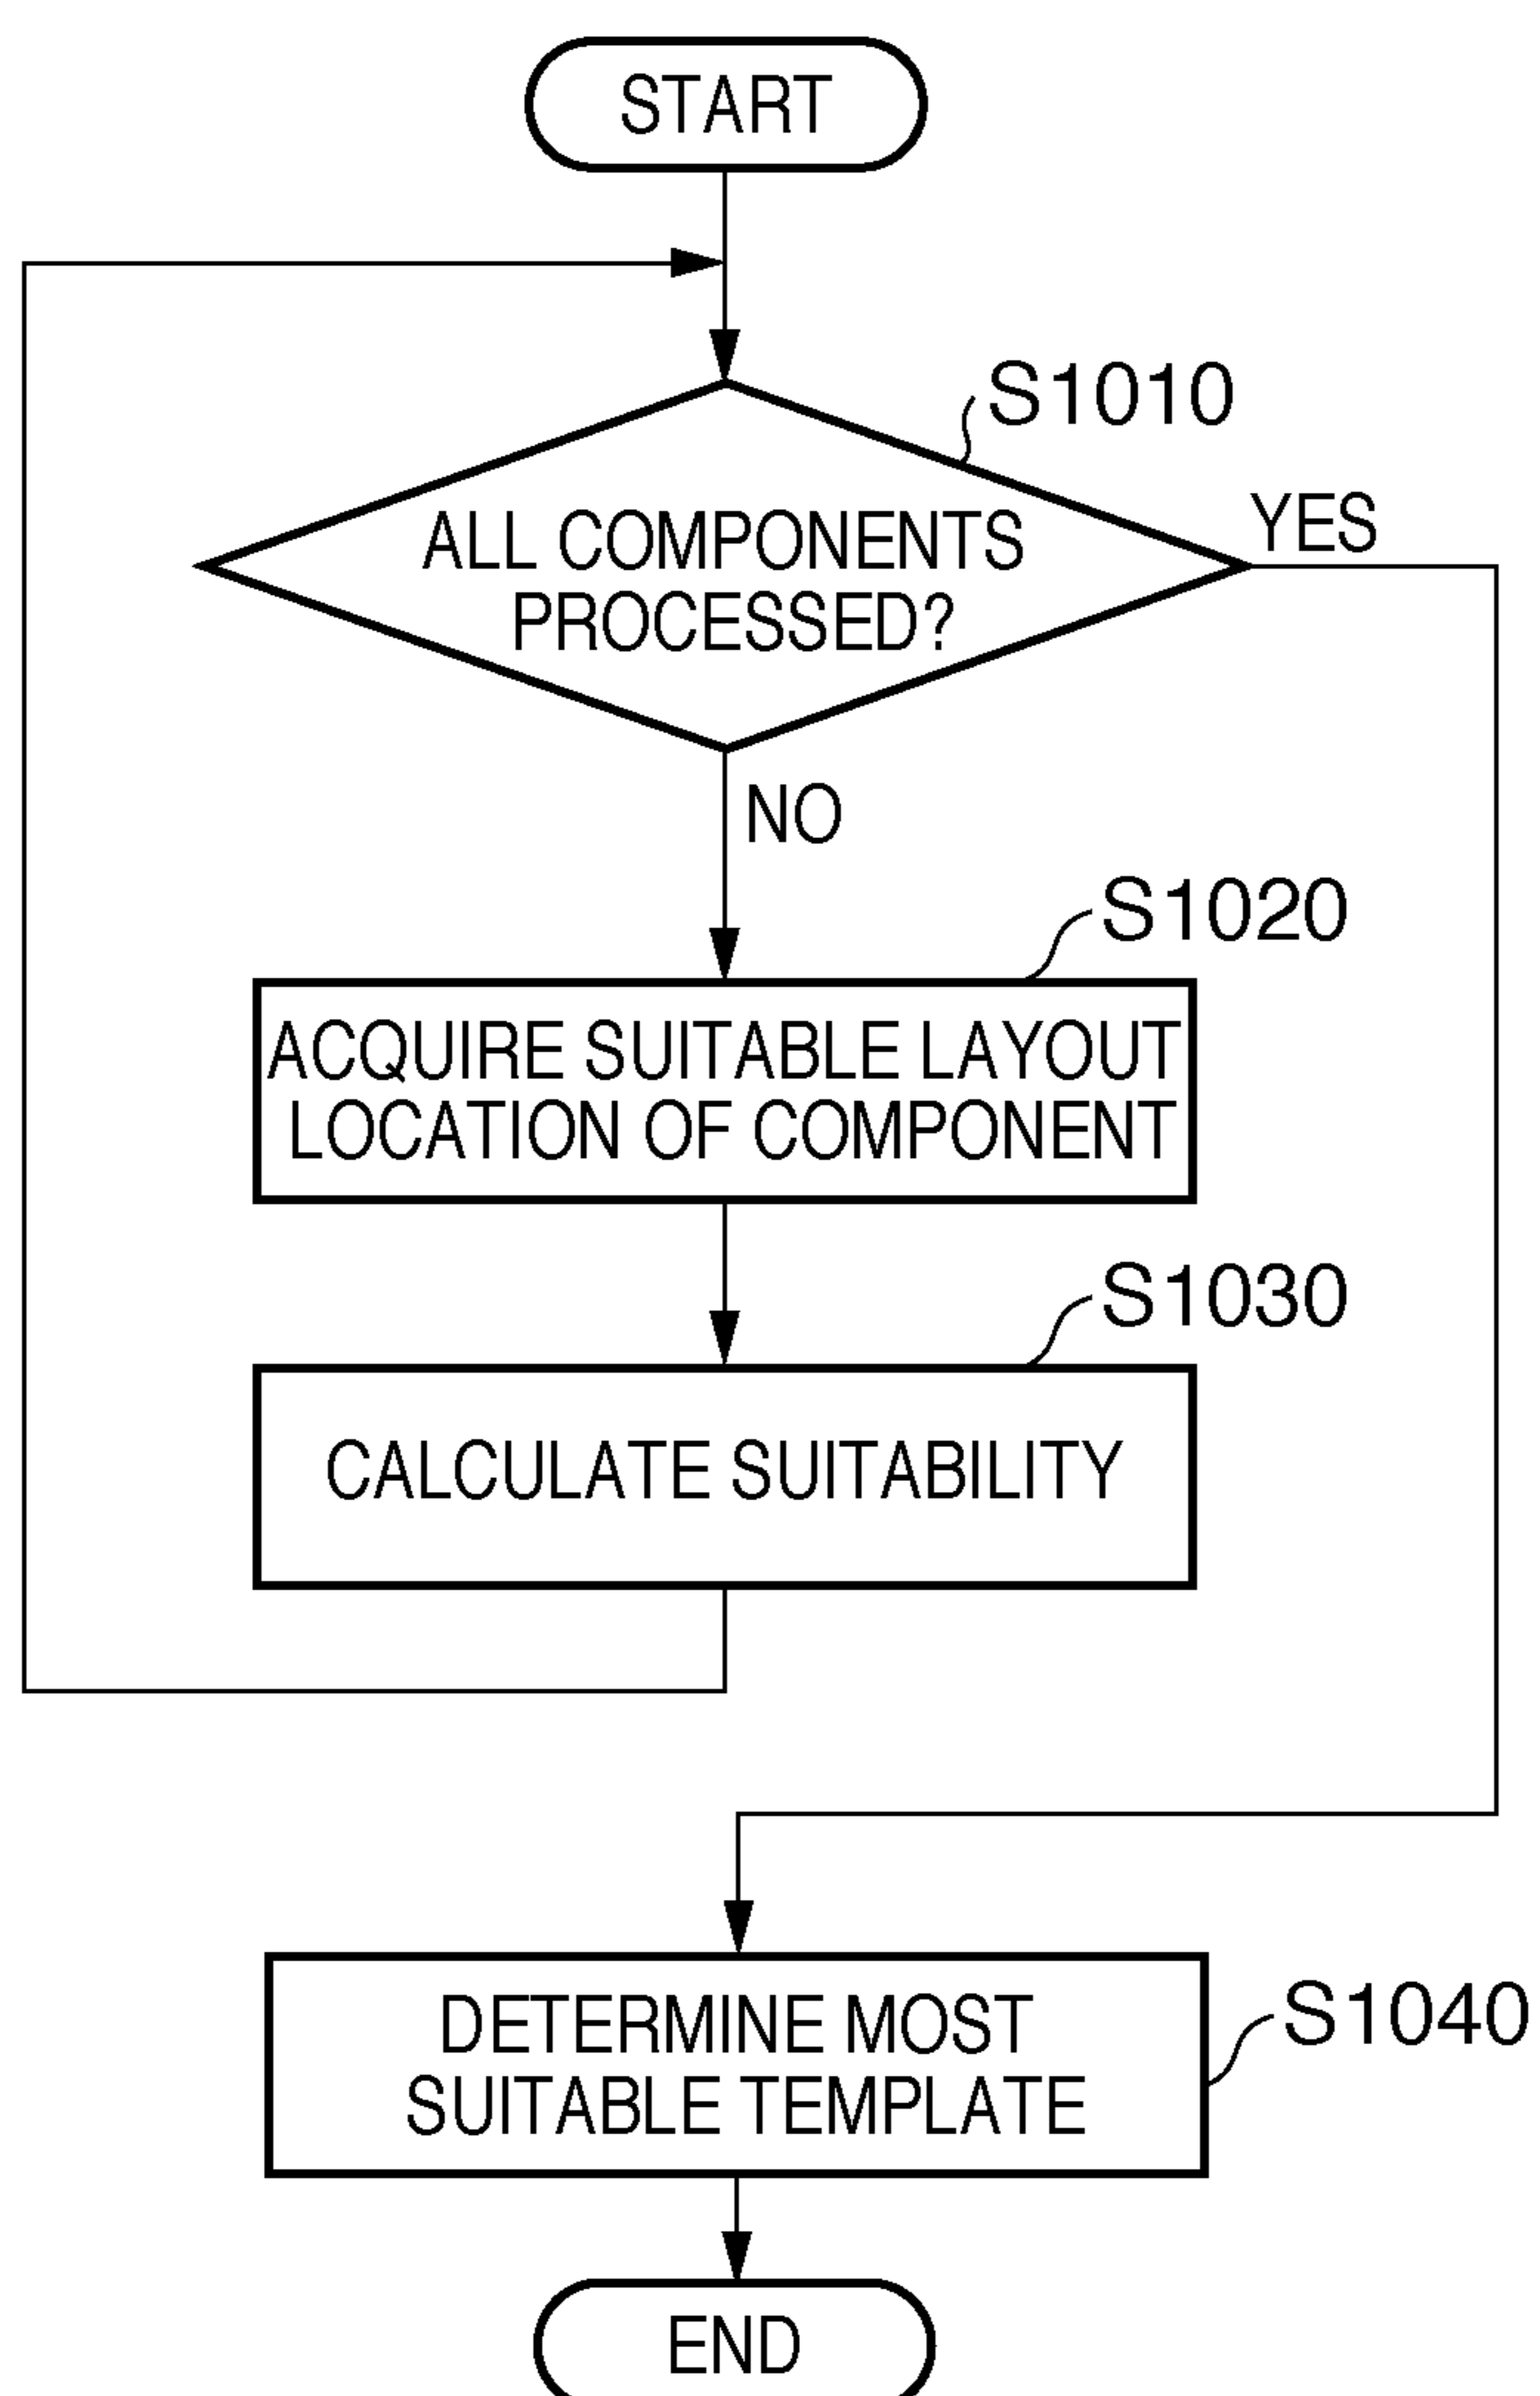 START
S1010
YES
ALL COMPONENTS
PROCESSED?
NO
S1020
ACQUIRE SUITABLE LAYOUT
LOCATION OF COMPONENT
S1030
CALCULATE SUITABILITY
DETERMINE MOST
SUITABLE TEMPLATE
S1040
END